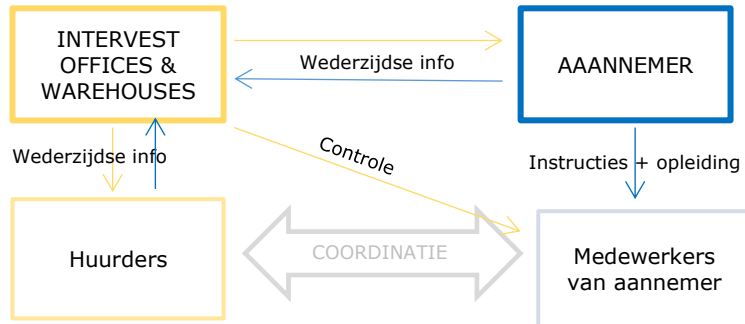 INTERVEST
OFFICES &
WAREHOUSES
Wederzijdse info
AAANNEMER
Wederzijdse info
Controle
Instructies + opleiding
Huurders
COORDINATIE
Medewerkers
van aannemer